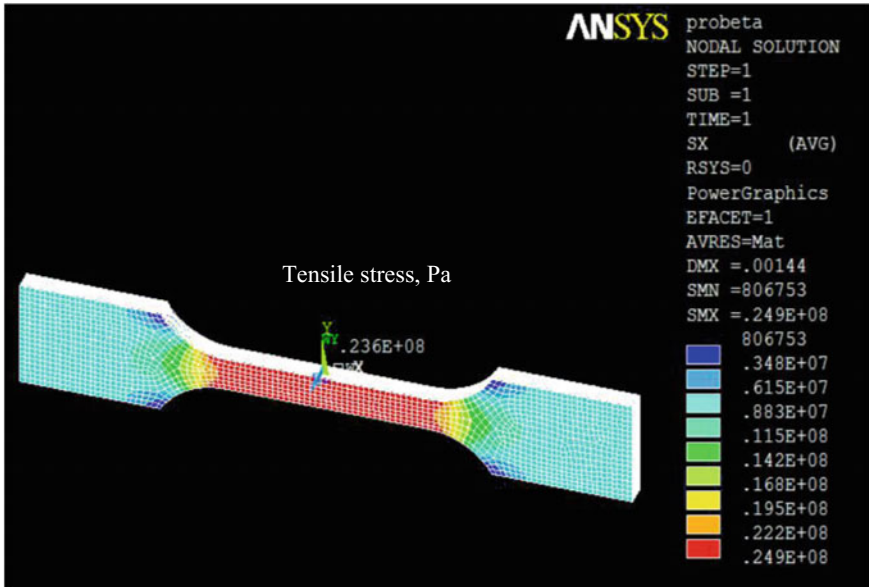 ANSYS
probeta
NODAL SOLUTION
STEP=1
SUB =1
TIME=1
SX (AVG)
RSYS=0
PowerGraphics
EFACET=1
AVRES=Mat
DMX =.00144
SMN =806753
SMX =.249E+08
806753
.348E+07
.615E+07
.883E+07
.115E+08
.142E+08
.168E+08
.195E+08
.222E+08
.249E+08
Tensile stress, Pa
Y
.236E+08
X